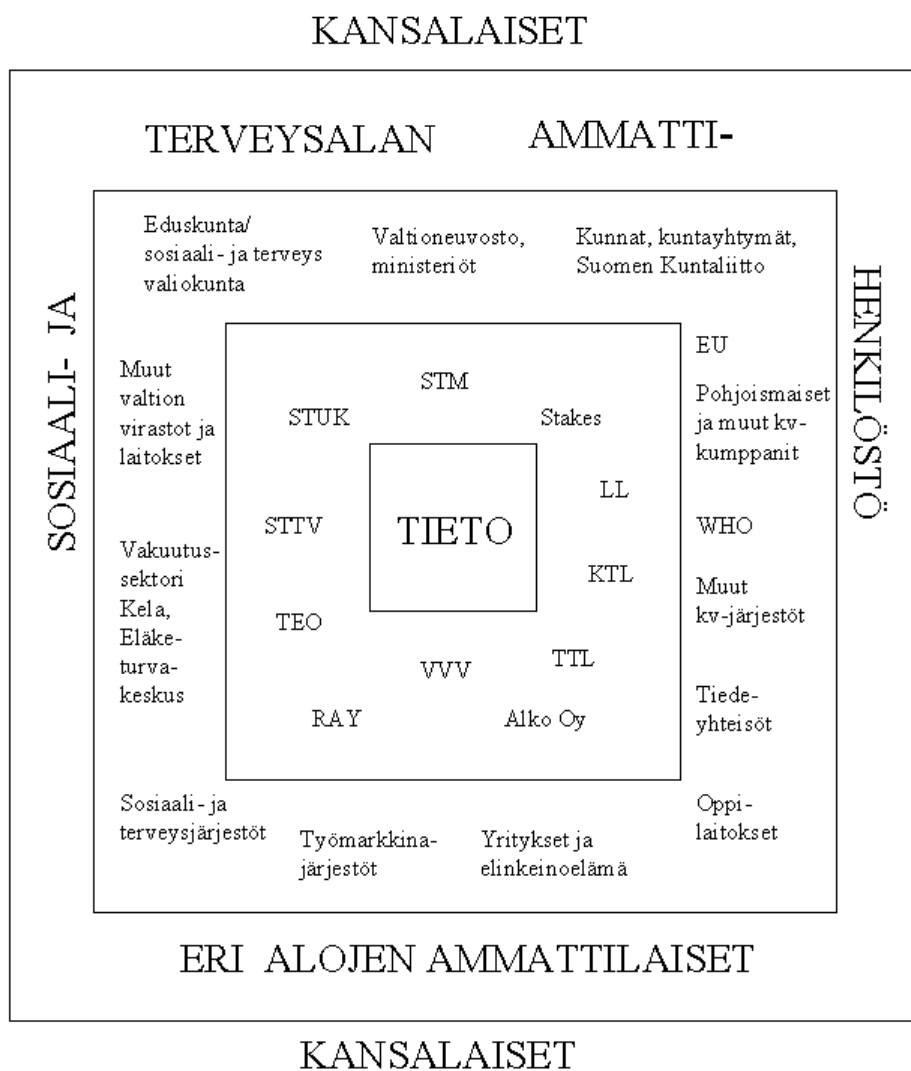 KANSALAISET
TERVEYSALAN AMMATTI-
SOSIAALI- JA
HENKILÖSTÖ
Eduskunta/
sosiaali- ja terveys
valiokunta
Valtioneuvosto,
ministeriöt
Kunnat, kuntayhtymät,
Suomen Kuntaliitto
Muut
valtion
virastot ja
laitokset
Vakuutus-
sektori
Kela,
Eläke-
turva-
keskus
STM
STUK
Stakes
LL
STTV
TIETO
KTL
TEO
VVV
TTL
RAY
Alko Oy
EU
Pohjoismaiset
ja muut kv-
kumppanit
WHO
Muut
kv-järjestöt
Tiede-
yhteisöt
Oppi-
laitokset
Sosiaali- ja
terveysjärjestöt
Työmarkkina-
järjestöt
Yritykset ja
elinkeinoelämä
ERI ALOJEN AMMATTILAISET
KANSALAISET